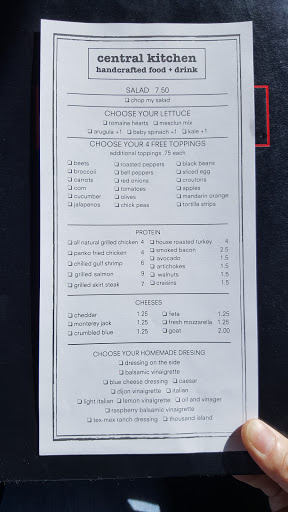 central kitchen
handcrafted food + drink
SALAD 7.50
chop my salad
CHOOSE YOUR LETTUCE
romaine hearts mesclun mix
arugula +1 baby spinach +1 kale +1
CHOOSE YOUR 4 FREE TOPPINGS
additional toppings .75 each
beets roasted peppers black beans
broccoli bell peppers sliced egg
carrots red onions croutons
corn tomatoes apples
cucumber olives mandarin orange
jalapenos chick peas tortilla strips
PROTEIN
all natural grilled chicken 4 house roasted turkey 4
panko fried chicken 4 smoked bacon 2.5
chilled gulf shrimp 6 avocado 1.5
grilled salmon 9 artichokes 1.5
grilled skirt steak 7 walnuts 1.5
craisins 1.5
CHEESES
cheddar 1.25 feta 1.25
monterey jack 1.25 fresh mozzarella 1.25
crumbled blue 1.25 goat 2.00
CHOOSE YOUR HOMEMADE DRESING
dressing on the side
balsamic vinaigrette
blue cheese dressing caesar
dijon vinaigrette italian
light italian lemon vinaigrette oil and vinager
raspberry balsamic vinaigrette
tex-mex ranch dressing thousand island